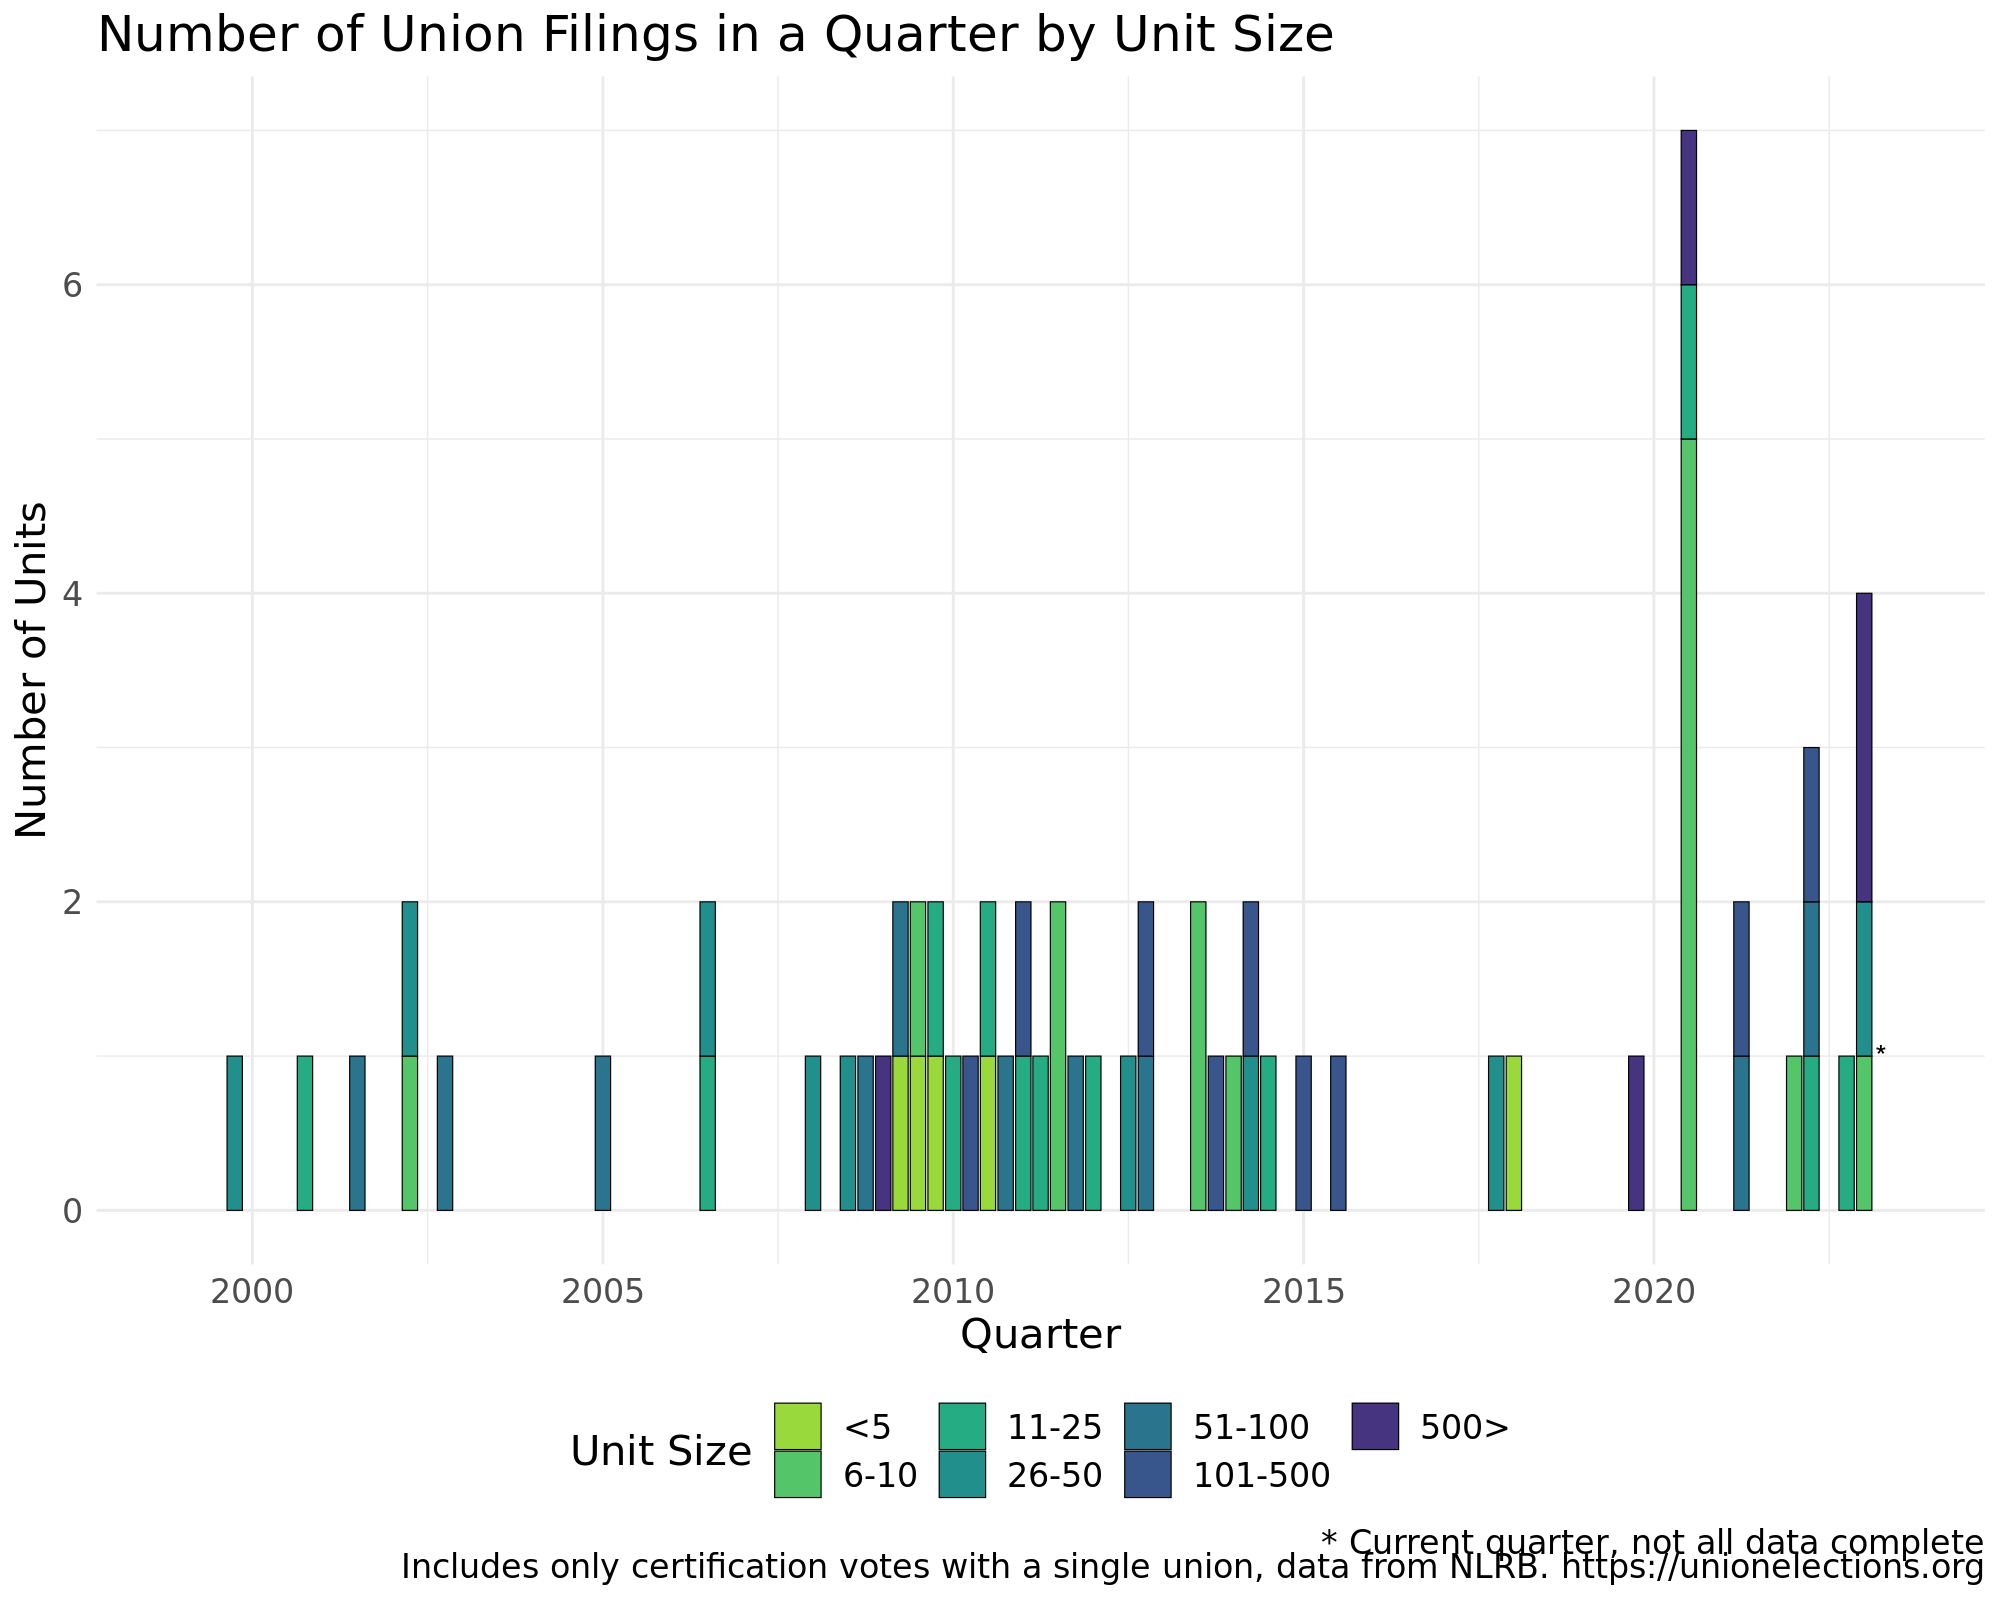 Number of Union Filings in a Quarter by Unit Size
Number of Units
6
4
2
0
*
2000 2005 2010 2015 2020
Quarter
Unit Size
<5 11-25 51-100 500>
6-10 26-50 101-500
* Current quarter, not all data complete
Includes only certification votes with a single union, data from NLRB. https://unionelections.org